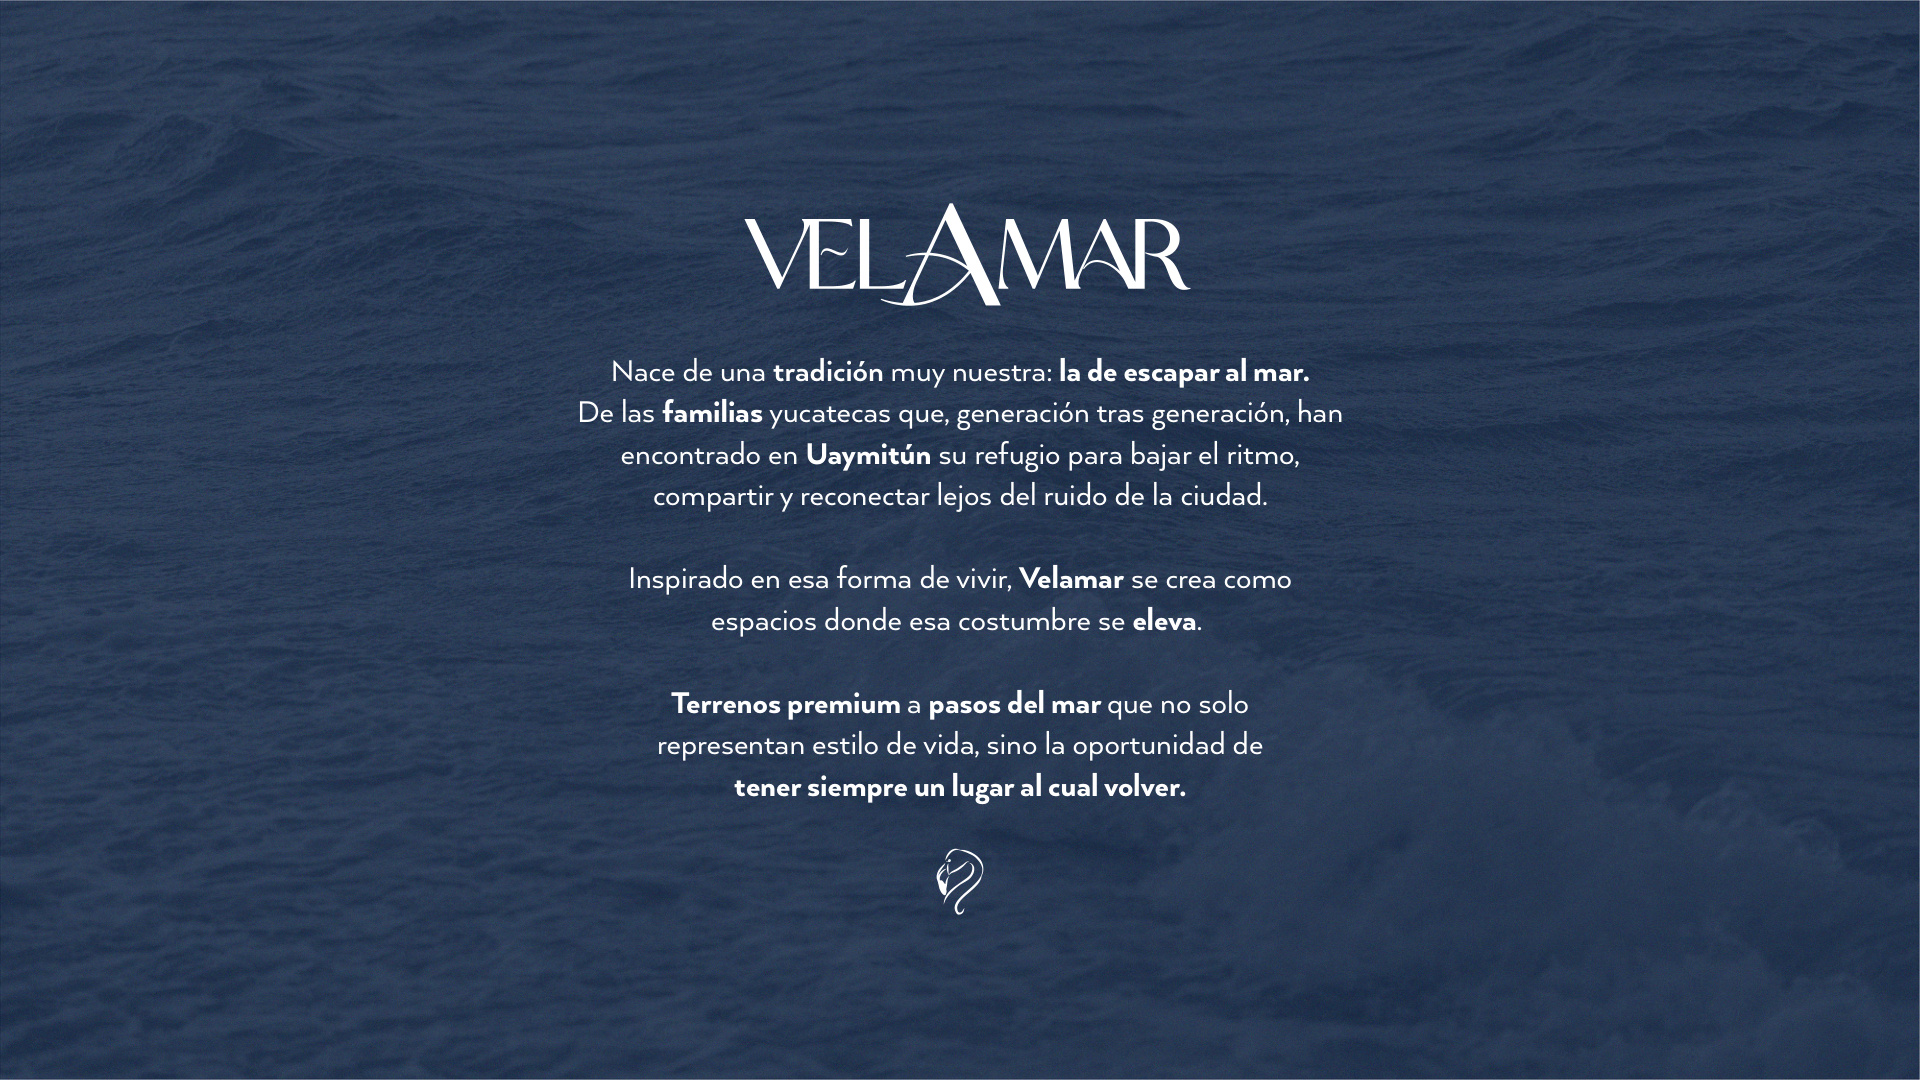 VELAMAR
Nace de una tradición muy nuestra: la de escapar al mar.
De las familias yucatecas que, generación tras generación, han
encontrado en Uaymitún su refugio para bajar el ritmo,
compartir y reconectar lejos del ruido de la ciudad.
Inspirado en esa forma de vivir, Velamar se crea como
espacios donde esa costumbre se eleva.
Terrenos premium a pasos del mar que no solo
representan estilo de vida, sino la oportunidad de
tener siempre un lugar al cual volver.